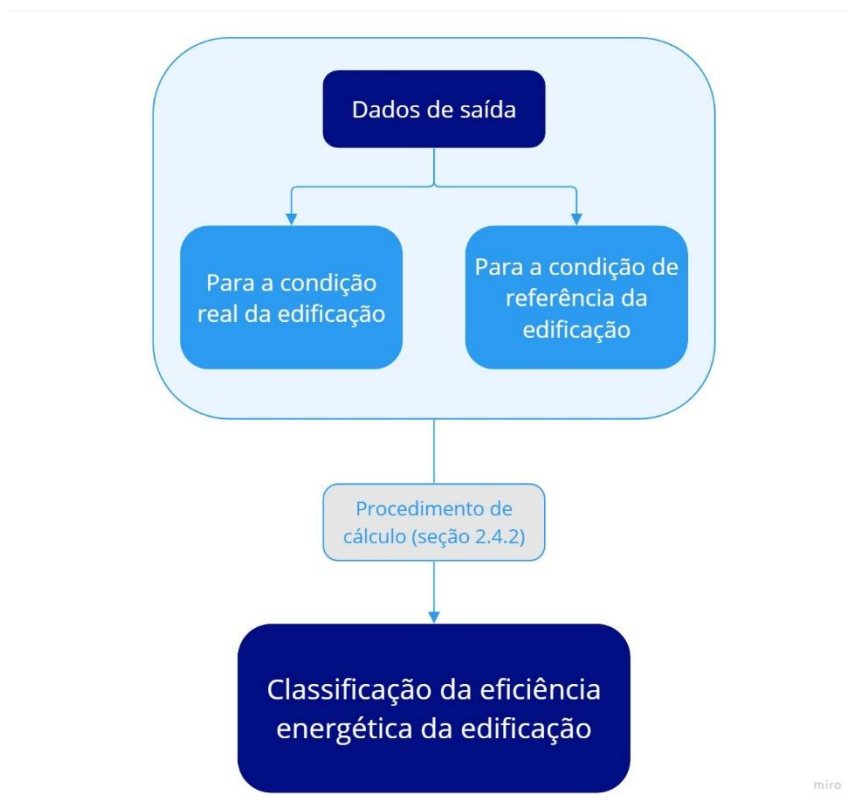 Dados de saída
Para a condição
real da edificação
Para a condição de
referência da
edificação
Procedimento de
cálculo (seção 2.4.2)
Classificação da eficiência
energética da edificação
miro